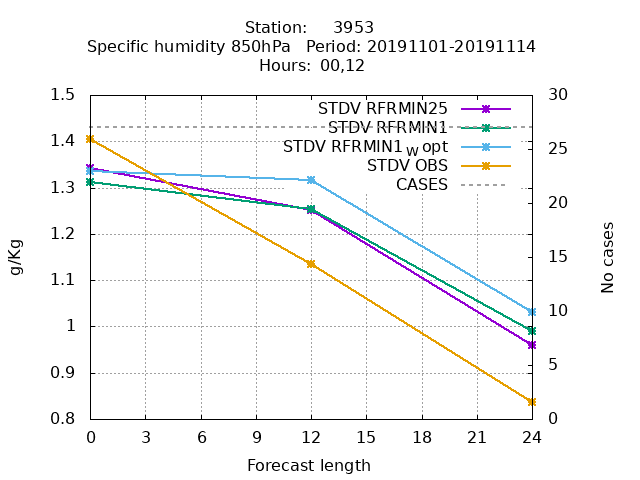 Station: 3953
Specific humidity 850hPa Period: 20191101-20191114
Hours: 00,12
STDV RFRMIN25
STDV RFRMIN1
STDV RFRMIN1 w opt
STDV OBS
CASES
g/Kg
1.5
1.4
1.3
1.2
1.1
1
0.9
0.8
30
25
20
15
10
5
0
No cases
0 3 6 9 12 15 18 21 24
Forecast length